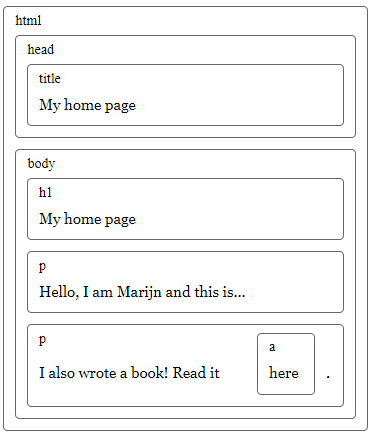 html
head
title
My home page
body
h1
My home page
p
Hello, I am Marijn and this is...
p
a
I also wrote a book! Read it here .